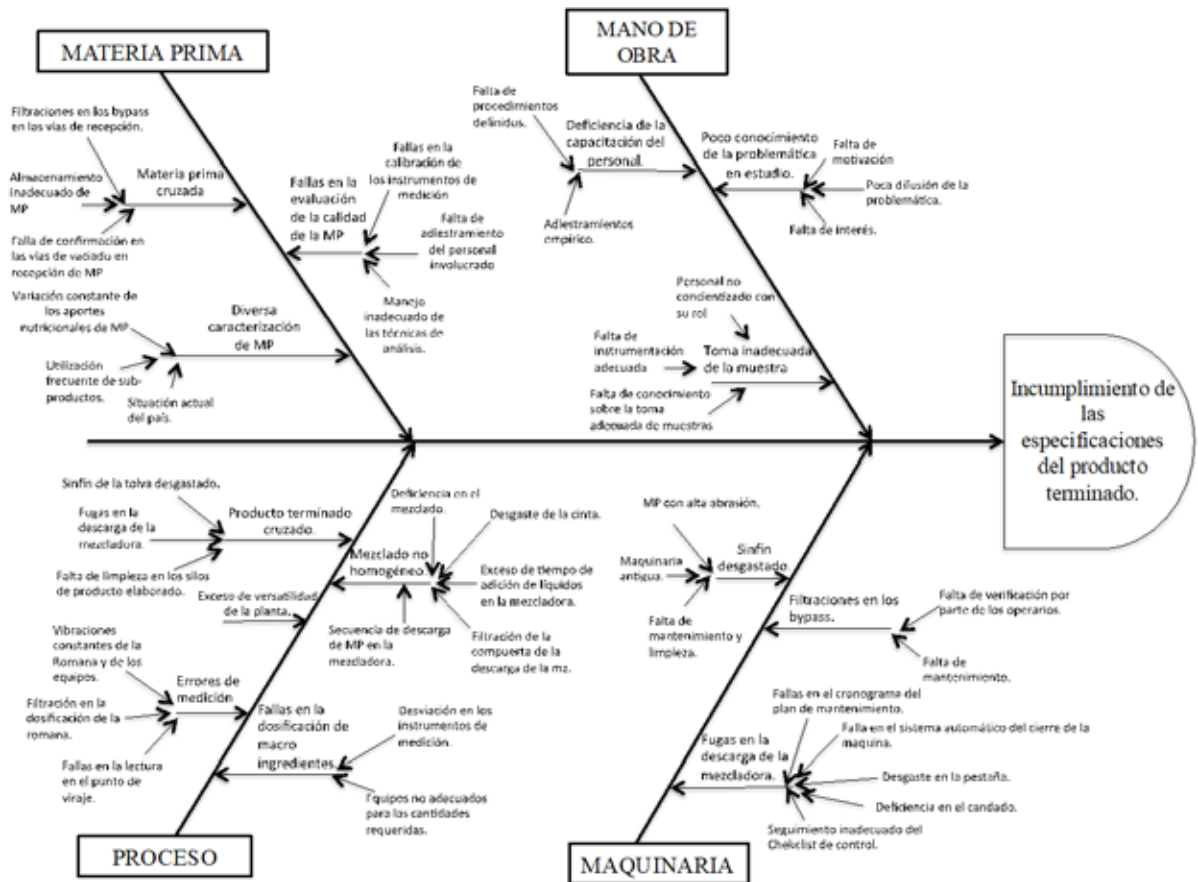 MATERIA PRIMA
Filtraciones en los bypass
en las vías de recepción.
Almacenamiento
inadecuado de
MP
Materia prima
cruzada
Falla de confirmación en
las vías de vaciado en
recepción de MP
Fallas en la
evaluación
de la calidad
de la MP
Fallas en la
calibración de
los instrumentos de
medición
Falta de
adiestramiento
del personal
involucrado
Manejo
inadecuado de
las técnicas de
análisis.
Variación constante de
los aportes
nutricionales de MP
Diversa
caracterización
de MP
Utilización
frecuente de sub-
productos.
Situación actual
del país.
MANO DE
OBRA
Falta de
procedimientos
definidos.
Deficiencia de la
capacitación del
personal.
Adiestramientos
empírico.
Poco conocimiento
de la problemática
en estudio.
Falta de
motivación
Poca difusión de la
problemática.
Falta de interés.
Personal no
concientizado con
su rol
Falta de
instrumentación
adecuada
Toma inadecuada
de la muestra
Falta de conocimiento
sobre la toma
adecuada de muestras
Incumplimiento de
las
especificaciones
del producto
terminado.
Sinfín de la tolva desgastado.
Fugas en la
descarga de la
mezcladora.
Producto terminado
cruzado.
Falta de limpieza en los silos
de producto elaborado.
Deficiencia en el
mezclado.
Desgaste de la cinta.
Mezclado no
homogéneo
Exceso de tiempo de
adición de líquidos
en la mezcladora.
Secuencia de descarga
de MP en la
mezcladora.
Filtración de la
compuerta de la
descarga de la mz.
Exceso de versatilidad
de la planta.
Vibraciones
constantes de la
Romana y de los
equipos.
Errores de
medición
Filtración en la
dosificación de la
romana.
Fallas en la lectura
en el punto de
viraje.
Fallas en la
dosificación de
macro
ingredientes.
Desviación en los
instrumentos de
medición.
Equipos no adecuados
para las cantidades
requeridas.
PROCESO
MP con alta abrasión.
Maquinaria
antigua.
Sinfín
desgastado.
Falta de
mantenimiento y
limpieza.
Filtraciones en los
bypass.
Falta de verificación por
parte de los operarios.
Falta de
mantenimiento.
Fallas en el cronograma del
plan de mantenimiento.
Falla en el sistema automático del cierre de la
maquina.
Fugas en la
descarga de la
mezcladora.
Desgaste en la pestaña.
Deficiencia en el candado.
Seguimiento inadecuado del
Chekclist de control.
MAQUINARIA